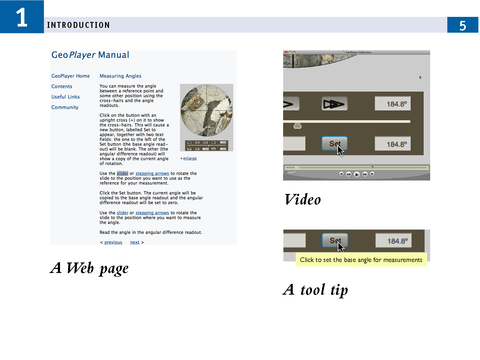 1
INTRODUCTION
5
GeoPlayer Manual
GeoPlayer Home
Contents
Useful Links
Community
Measuring Angles
You can measure the angle
between a reference point and
some other position using the
cross-hairs and the angle
readouts.
Click on the button with an
upright cross (+) on it to show
the cross-hairs. This will cause a
new button, labelled Set to
appear, together with two text
fields: the one to the left of the
Set button (the base angle read-
out) will be blank. The other (the
angular difference readout) will
show a copy of the current angle
of rotation.
+enlarge
Use the slider or stepping arrows to rotate the
slide to the position you want to use as the
reference for your measurement.
Click the Set button. The current angle will be
copied to the base angle readout and the angular
difference readout will be set to zero.
Use the slider or stepping arrows to rotate the
slide to the position where you want to measure
the angle.
Read the angle in the angular difference readout.
< previous next >
A Web page
184.8°
Set
184.8°
Video
Set
184.8°
Click to set the base angle for measurements
A tool tip